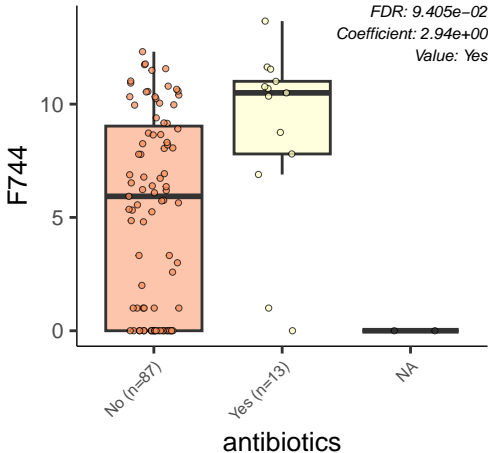 FDR: 9.405e−02
Coefficient: 2.94e+00
Value: Yes
F744
10
5
0
No (n=87)
Yes (n=13)
NA
antibiotics